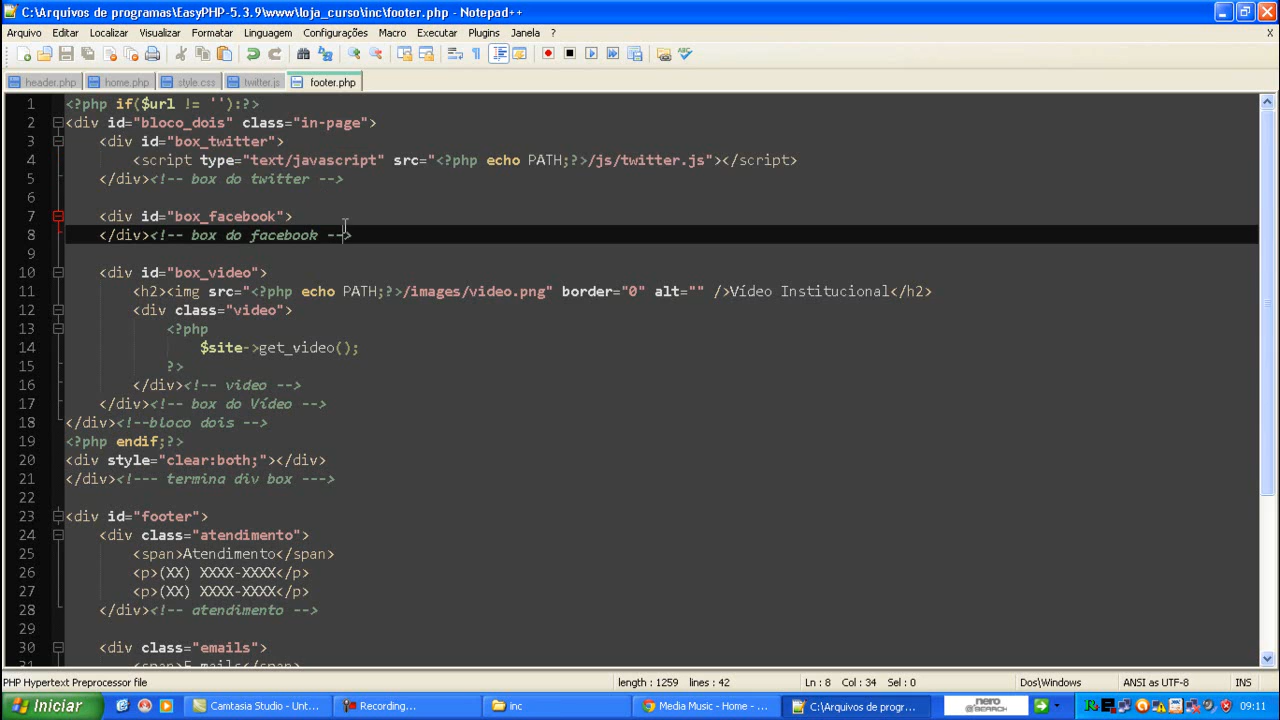 C:\Arquivos de programas\EasyPHP-5.3.9\www\loja_curso\inc\footer.php - Notepad++
Arquivo Editar Localizar Visualizar Formatar Linguagem Configurações Macro Executar Plugins Janela ? X
header.php home.php style.css twitter.js footer.php
1 <?php if($url != ''):?>
2 <div id="bloco_dois" class="in-page">
3 <div id="box_twitter">
4 <script type="text/javascript" src="<?php echo PATH;?>/js/twitter.js"></script>
5 </div><!-- box do twitter -->
6
7 <div id="box_facebook">
8 </div><!-- box do facebook -->
9
10 <div id="box_video">
11 <h2><img src="<?php echo PATH;?>/images/video.png" border="0" alt="" />Vídeo Institucional</h2>
12 <div class="video">
13 <?php
14 $site->get_video();
15 ?>
16 </div><!-- video -->
17 </div><!-- box do Vídeo -->
18 </div><!--bloco dois -->
19 <?php endif;?>
20 <div style="clear:both;"></div>
21 </div><!--- termina div box --->
22
23 <div id="footer">
24 <div class="atendimento">
25 <span>Atendimento</span>
26 <p>(XX) XXXX-XXXX</p>
27 <p>(XX) XXXX-XXXX</p>
28 </div><!-- atendimento -->
29
30 <div class="emails">
31 <span>E-mails</span>
PHP Hypertext Preprocessor file length : 1259 lines : 42 Ln : 8 Col : 34 Sel : 0 Dos\Windows ANSI as UTF-8 INS
Iniciar Camtasia Studio - Unt... Recording... inc Media Music - Home - ... C:\Arquivos de progr... nero SEARCH 09:11